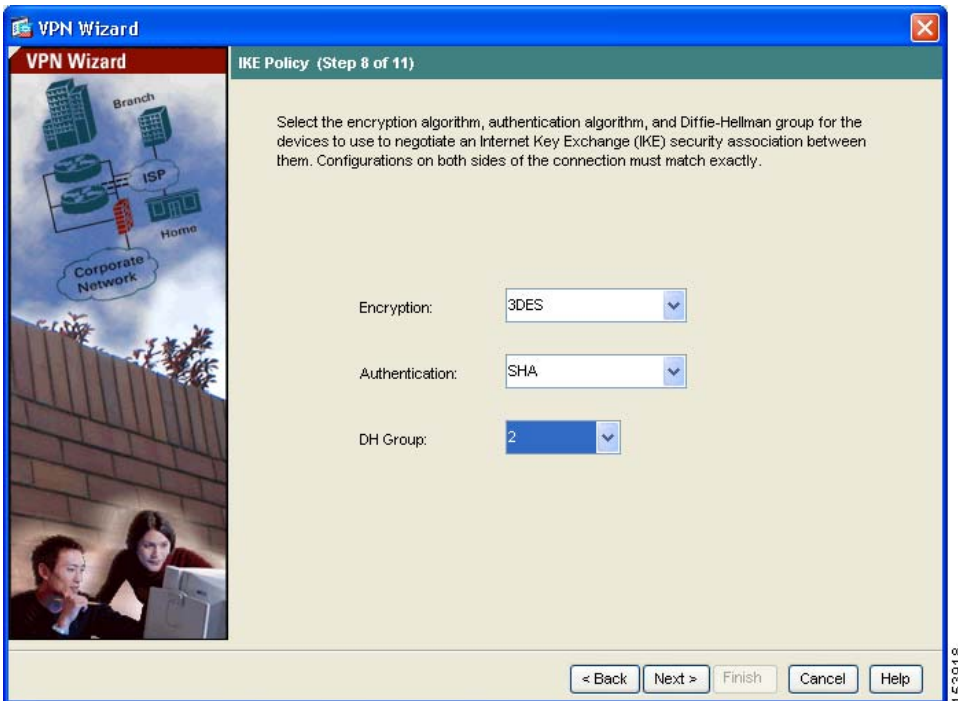 VPN Wizard
VPN Wizard
IKE Policy (Step 8 of 11)
Branch
ISP
Home
Corporate
Network
Select the encryption algorithm, authentication algorithm, and Diffie-Hellman group for the
devices to use to negotiate an Internet Key Exchange (IKE) security association between
them. Configurations on both sides of the connection must match exactly.
Encryption: 3DES
Authentication: SHA
DH Group: 2
< Back Next > Finish Cancel Help
153918